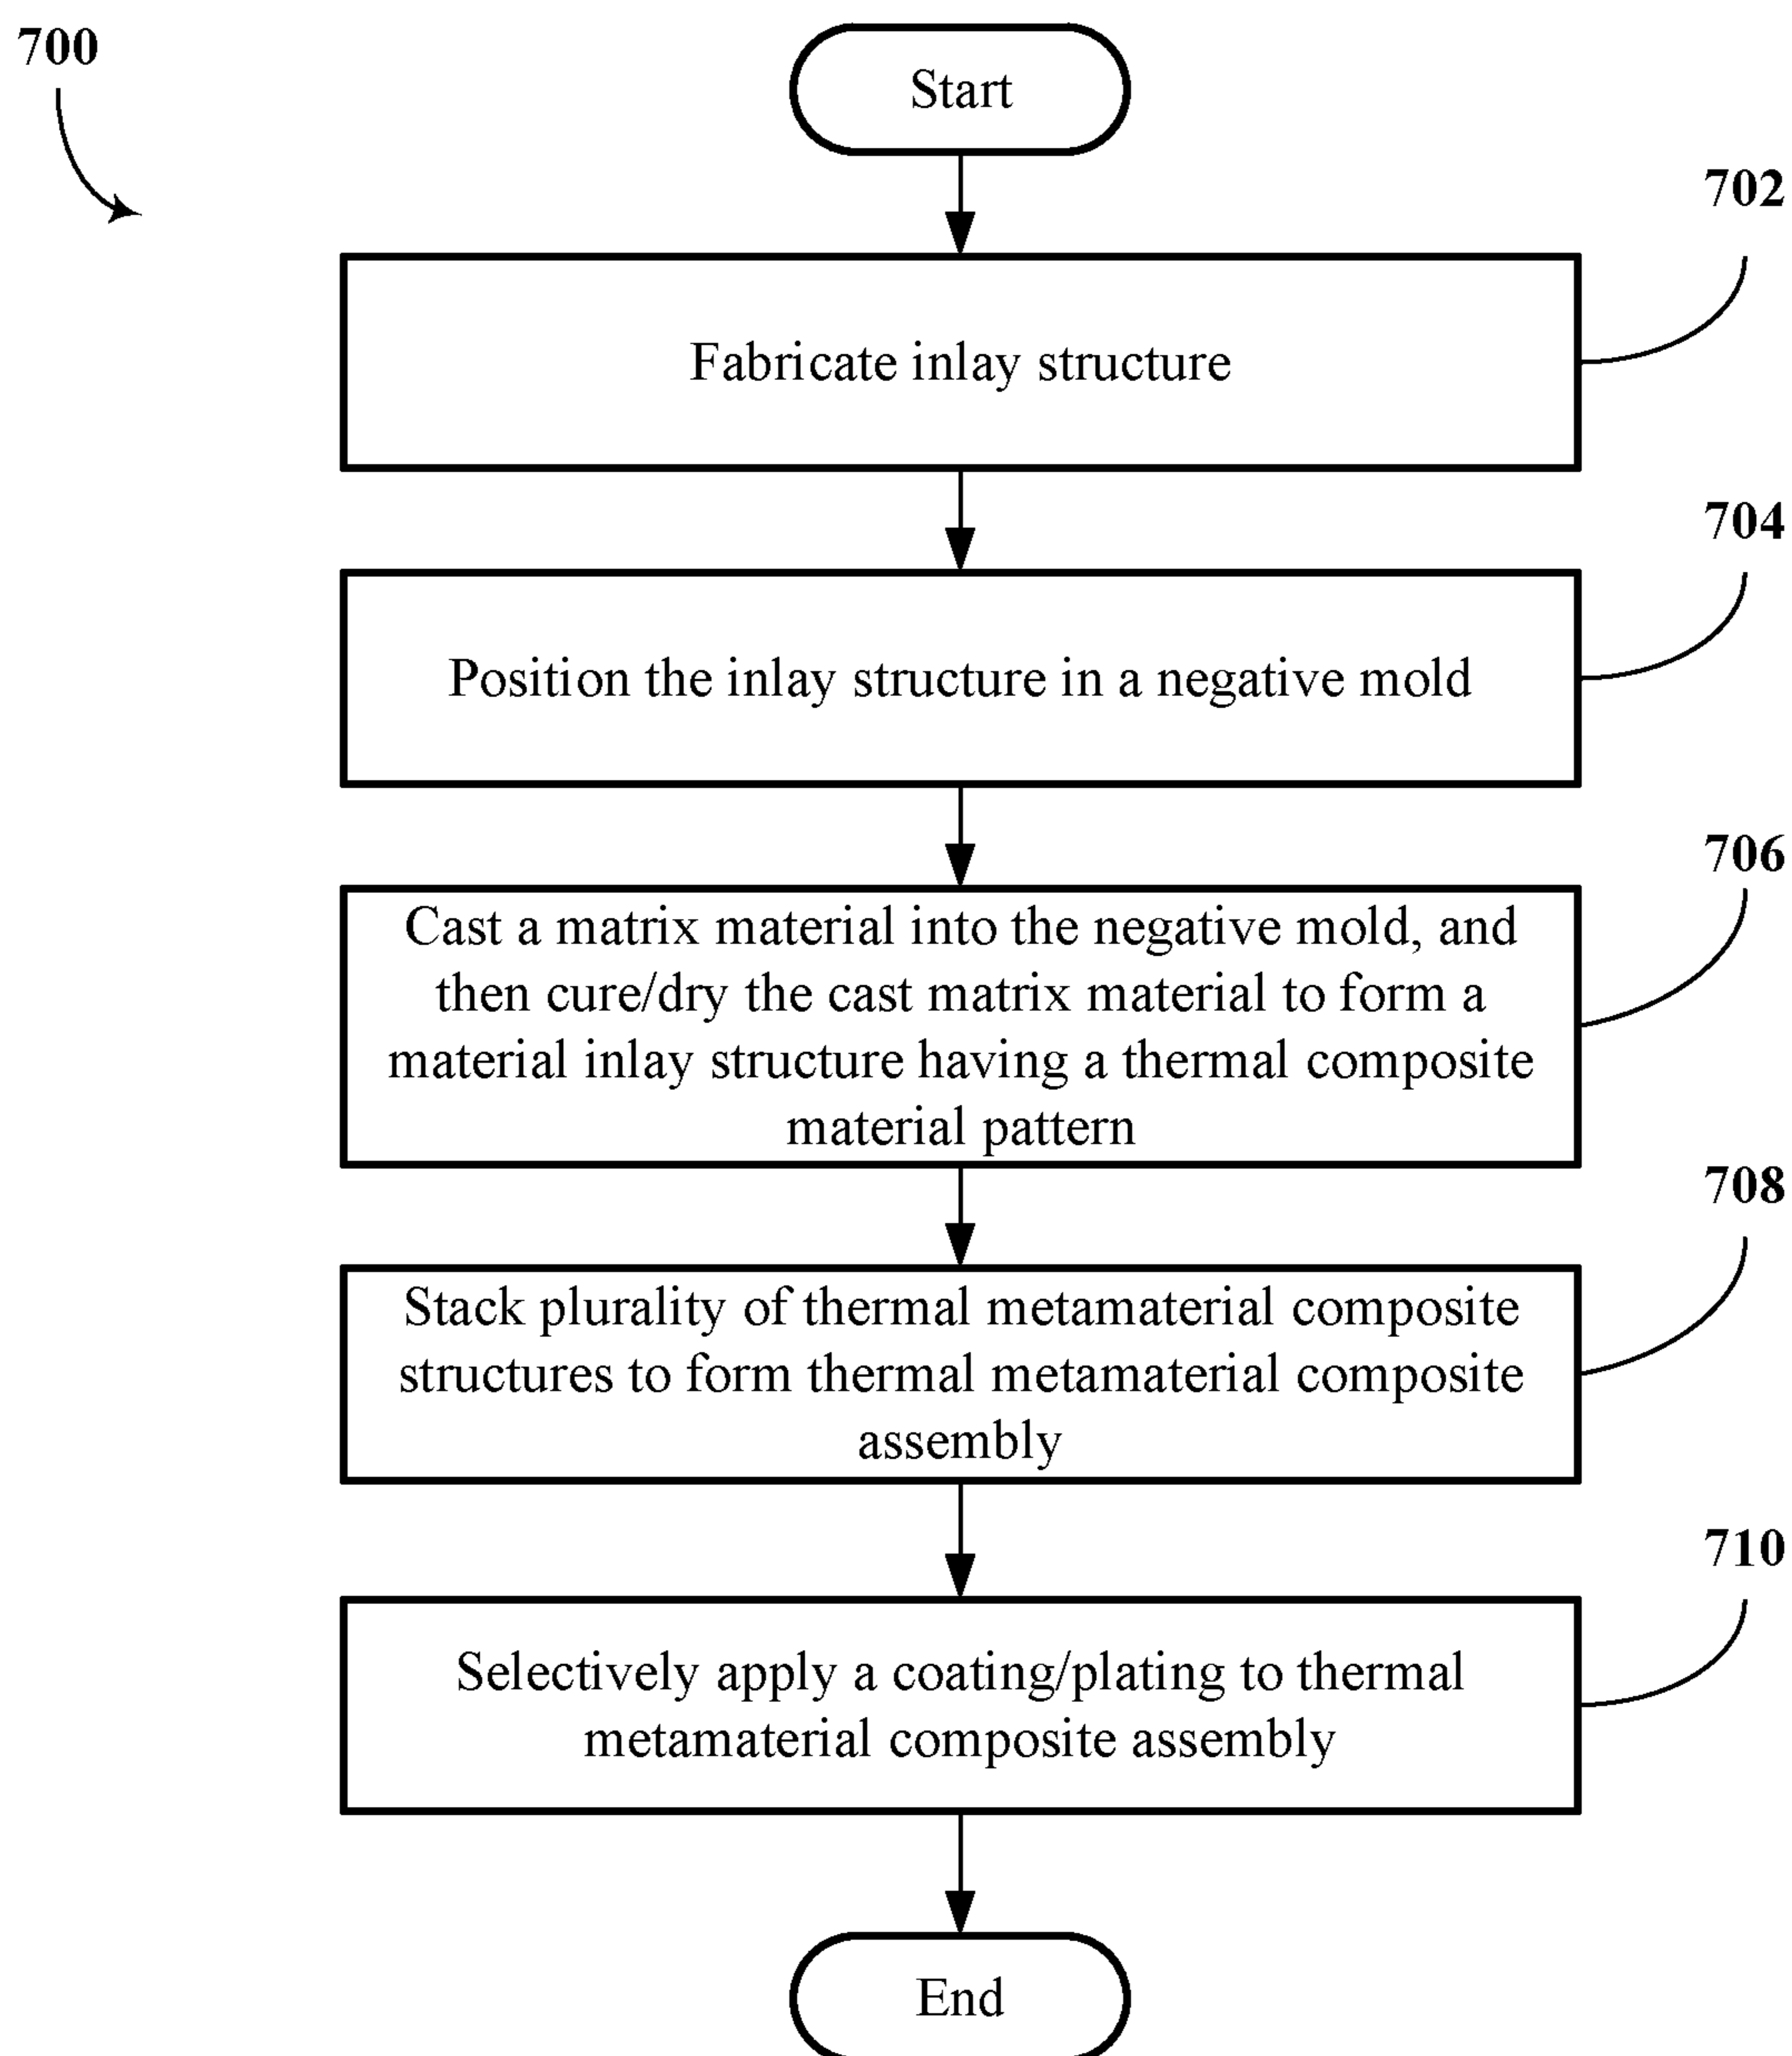 700
Start
702
Fabricate inlay structure
704
Position the inlay structure in a negative mold
706
Cast a matrix material into the negative mold, and
then cure/dry the cast matrix material to form a
material inlay structure having a thermal composite
material pattern
708
Stack plurality of thermal metamaterial composite
structures to form thermal metamaterial composite
assembly
710
Selectively apply a coating/plating to thermal
metamaterial composite assembly
End